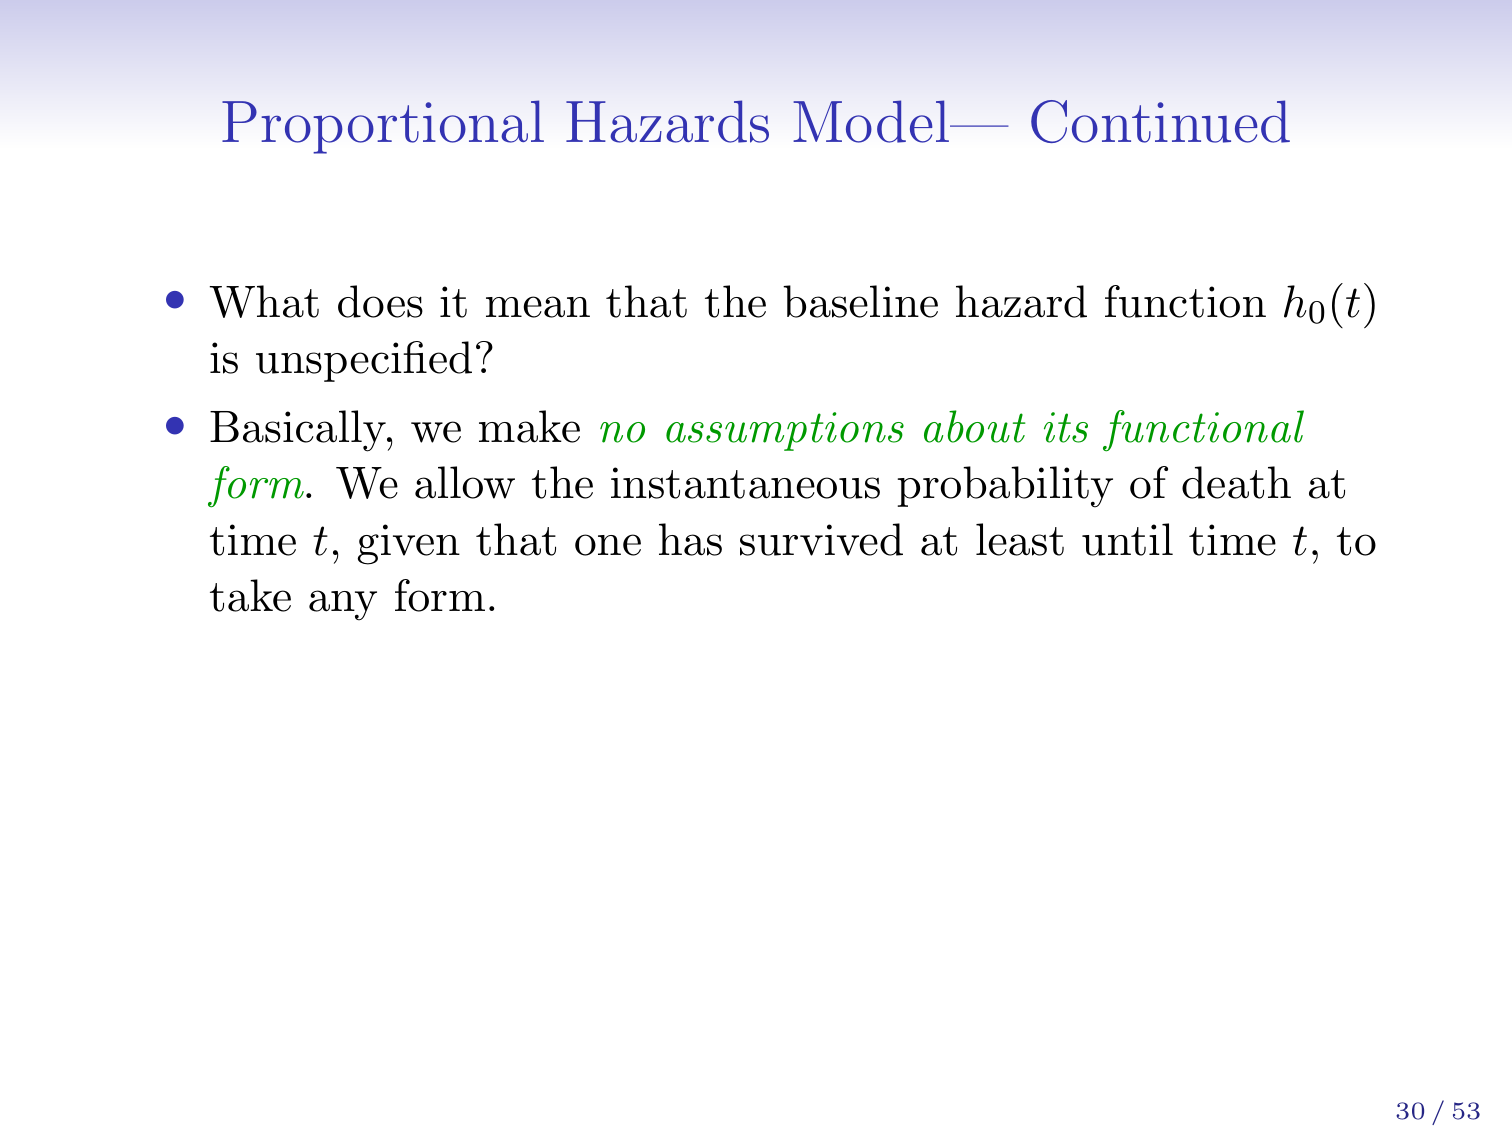 Proportional Hazards Model— Continued
• What does it mean that the baseline hazard function h₀(t)
is unspecified?
• Basically, we make no assumptions about its functional
form. We allow the instantaneous probability of death at
time t, given that one has survived at least until time t, to
take any form.
30 / 53